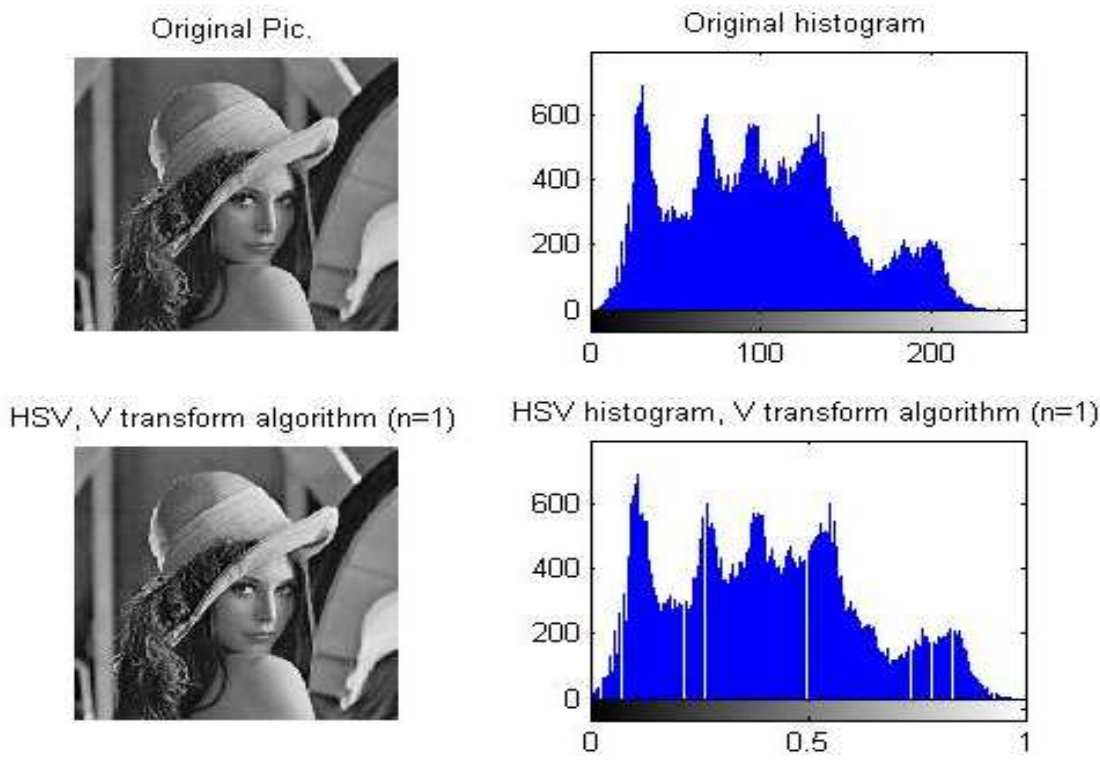 Original Pic.
Original histogram
600
400
200
0
0 100 200
HSV, V transform algorithm (n=1)
HSV histogram, V transform algorithm (n=1)
600
400
200
0
0 0.5 1